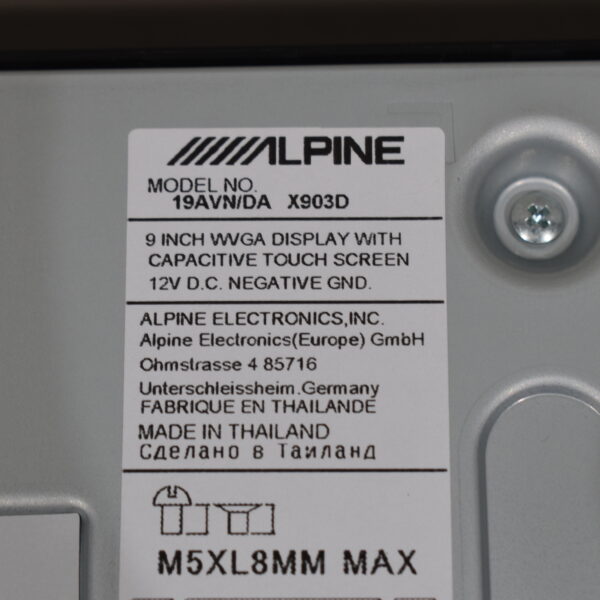 ALPINE
MODEL NO.
19AVN/DA X903D
9 INCH WVGA DISPLAY WITH
CAPACITIVE TOUCH SCREEN
12V D.C. NEGATIVE GND.
ALPINE ELECTRONICS,INC.
Alpine Electronics(Europe) GmbH
Ohmstrasse 4 85716
Unterschleissheim.Germany
FABRIQUE EN THAILANDE
MADE IN THAILAND
Сделано в Таиланд
M5XL8MM MAX